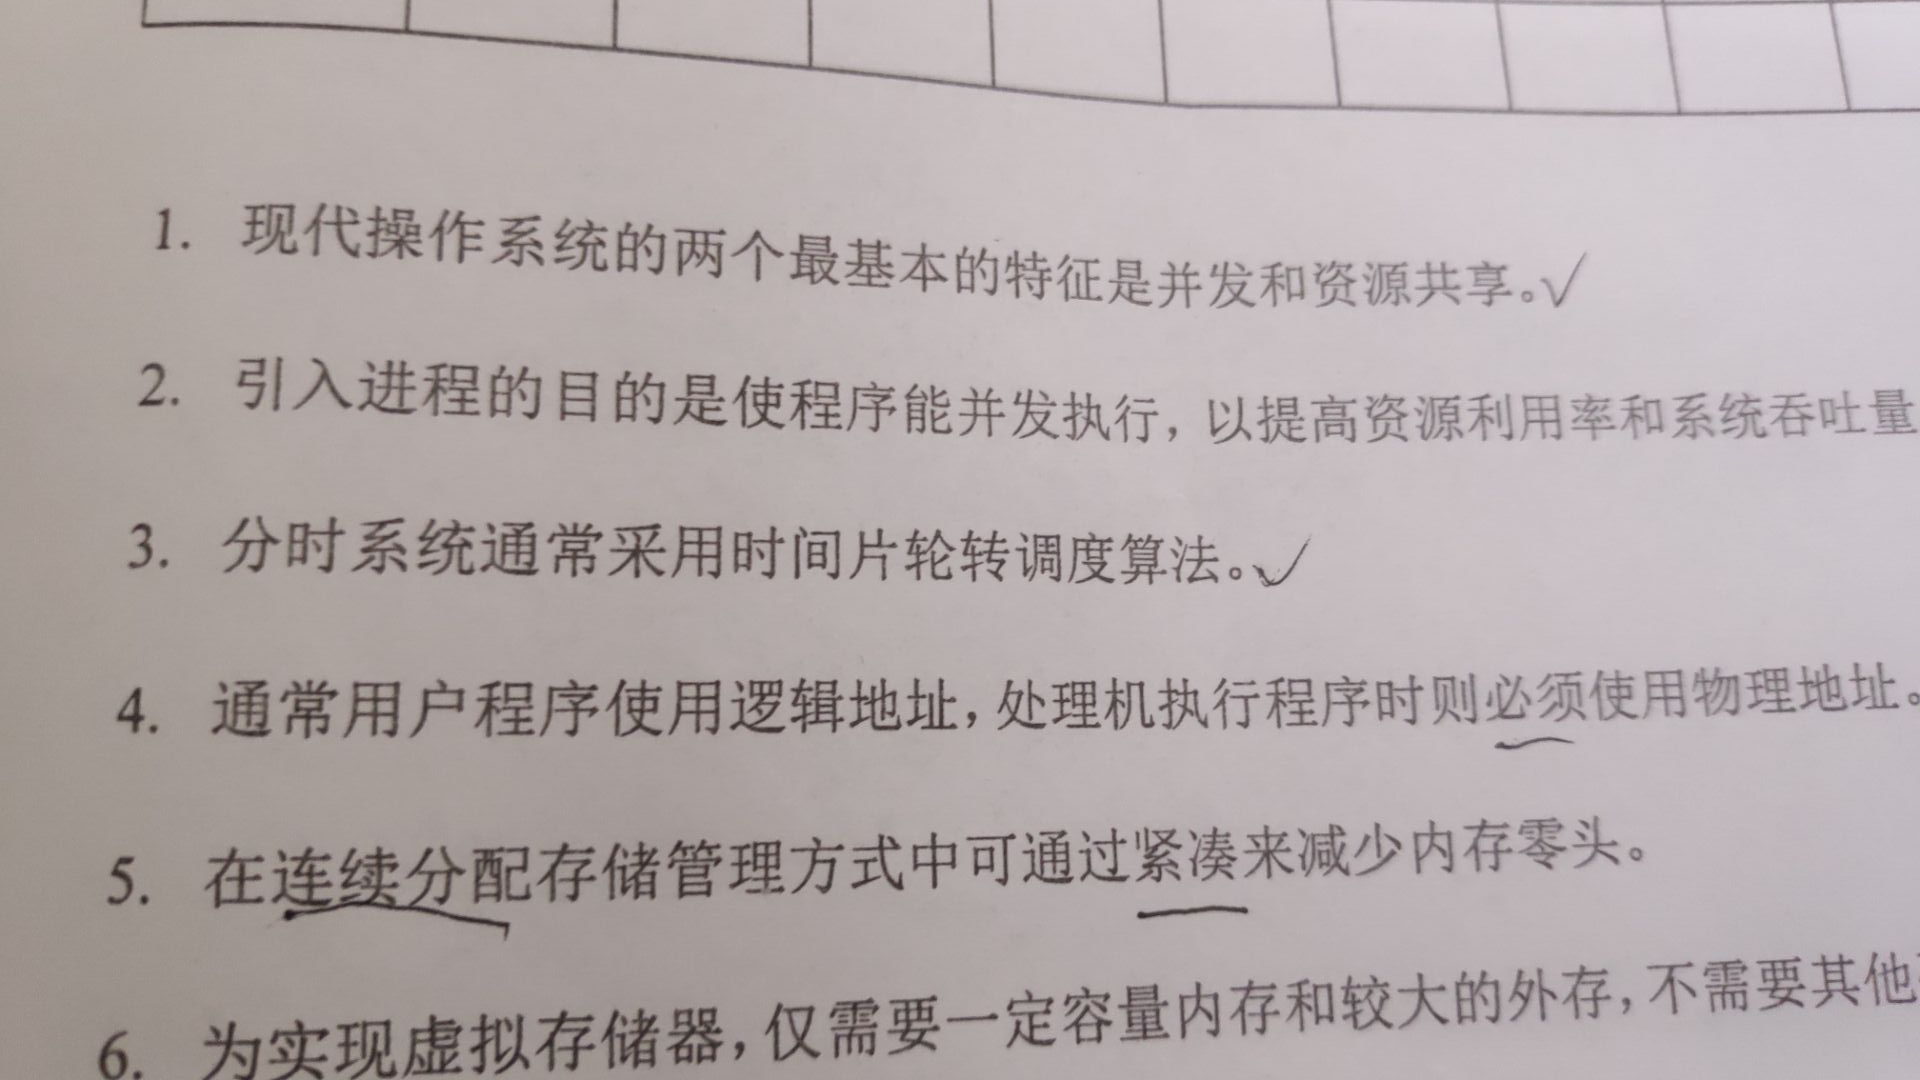 1. 现代操作系统的两个最基本的特征是并发和资源共享。✓
2. 引入进程的目的是使程序能并发执行，以提高资源利用率和系统吞吐量
3. 分时系统通常采用时间片轮转调度算法。✓
4. 通常用户程序使用逻辑地址，处理机执行程序时则必须使用物理地址。
5. 在连续分配存储管理方式中可通过紧凑来减少内存零头。
6. 为实现虚拟存储器，仅需要一定容量内存和较大的外存，不需要其他